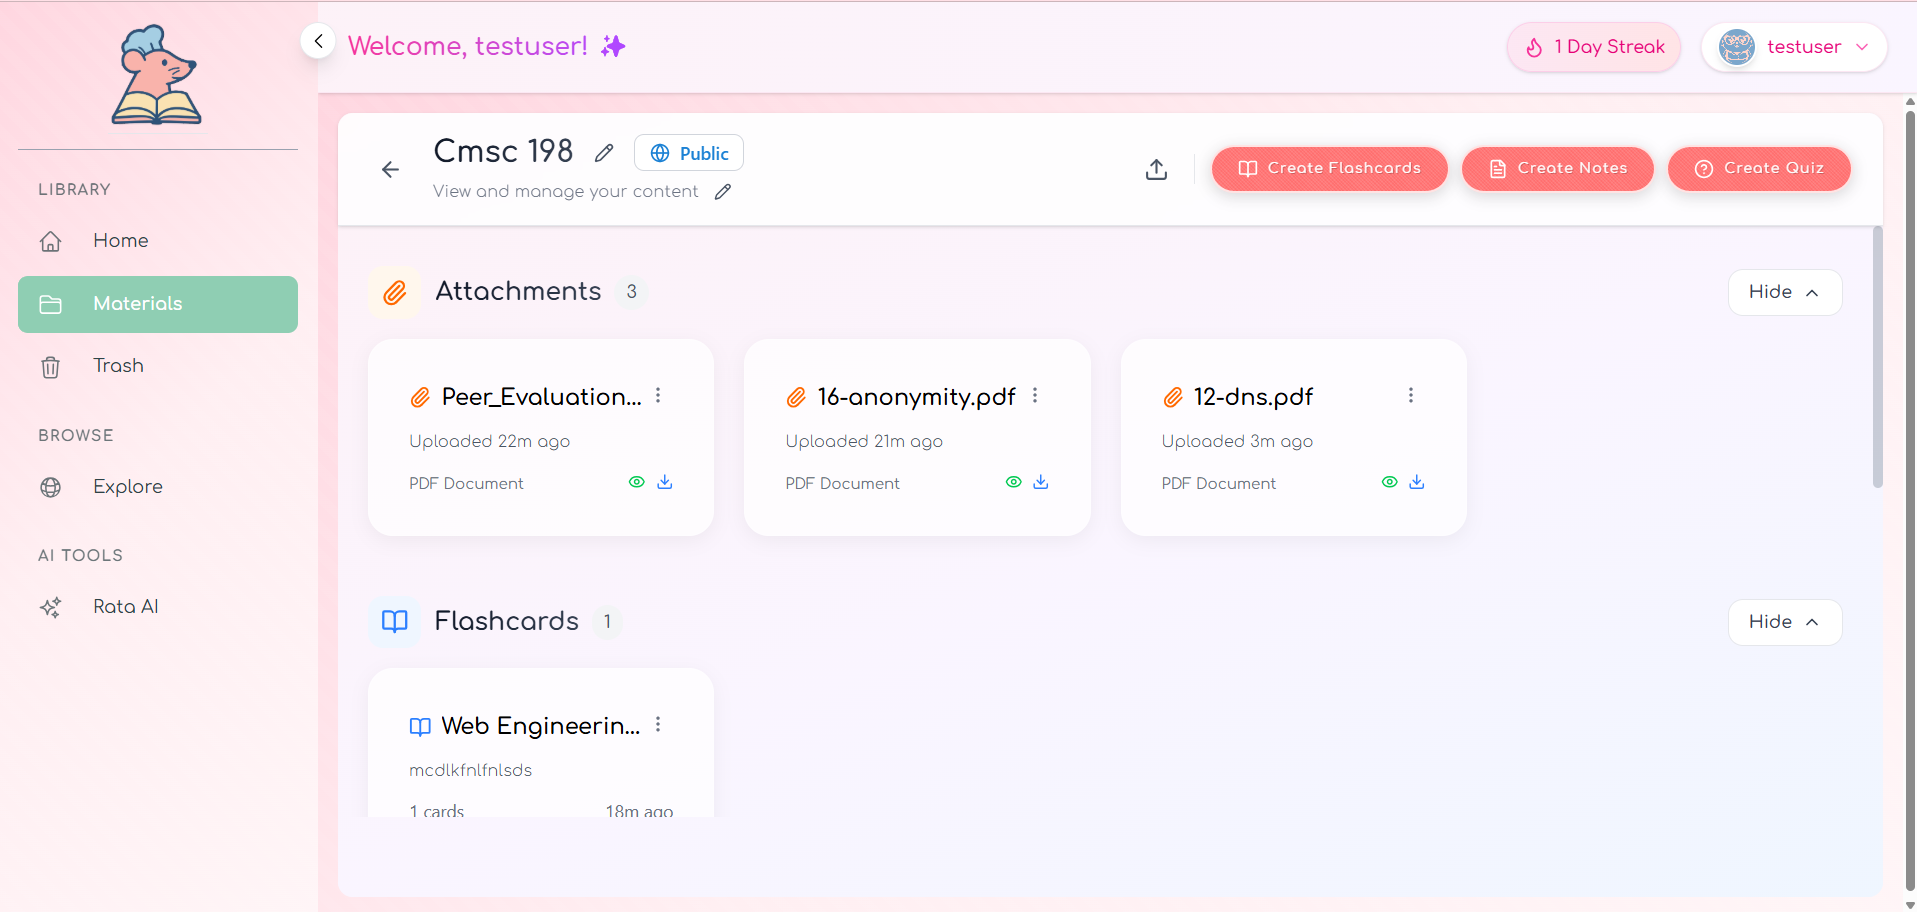 Welcome, testuser!
1 Day Streak
testuser
LIBRARY
Home
Materials
Trash
BROWSE
Explore
AI TOOLS
Rata AI
Cmsc 198
Public
View and manage your content
Create Flashcards
Create Notes
Create Quiz
Attachments 3
Hide
Peer_Evaluation...
Uploaded 22m ago
PDF Document
16-anonymity.pdf
Uploaded 21m ago
PDF Document
12-dns.pdf
Uploaded 3m ago
PDF Document
Flashcards 1
Hide
Web Engineerin...
mcdlkfnlfnlsds
1 cards 18m ago